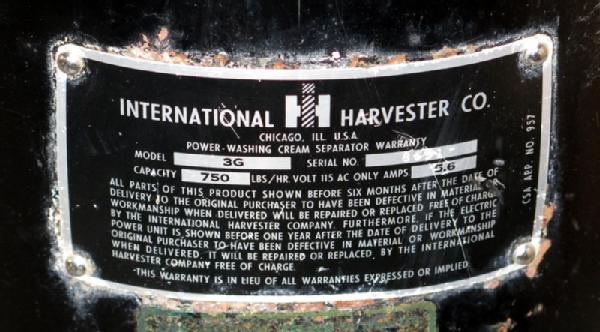 INTERNATIONAL IH HARVESTER CO.
CHICAGO, ILL. U.S.A.
POWER-WASHING CREAM SEPARATOR WARRANTY
MODEL 3G SERIAL NO.
CAPACITY 750 LBS/HR. VOLT 115 AC ONLY AMPS 5.6
ALL PARTS OF THIS PRODUCT SHOWN BEFORE SIX MONTHS AFTER THE DATE OF
DELIVERY TO THE ORIGINAL PURCHASER TO HAVE BEEN DEFECTIVE IN MATERIAL OR
WORKMANSHIP WHEN DELIVERED WILL BE REPAIRED OR REPLACED FREE OF CHARGE
BY THE INTERNATIONAL HARVESTER COMPANY. FURTHERMORE, IF THE ELECTRIC
POWER UNIT IS SHOWN BEFORE ONE YEAR AFTER THE DATE OF DELIVERY TO THE
ORIGINAL PURCHASER TO HAVE BEEN DEFECTIVE IN MATERIAL OR WORKMANSHIP
WHEN DELIVERED, IT WILL BE REPAIRED OR REPLACED, BY THE INTERNATIONAL
HARVESTER COMPANY FREE OF CHARGE.
THIS WARRANTY IS IN LIEU OF ALL WARRANTIES EXPRESSED OR IMPLIED
CSA APP. NO. 957